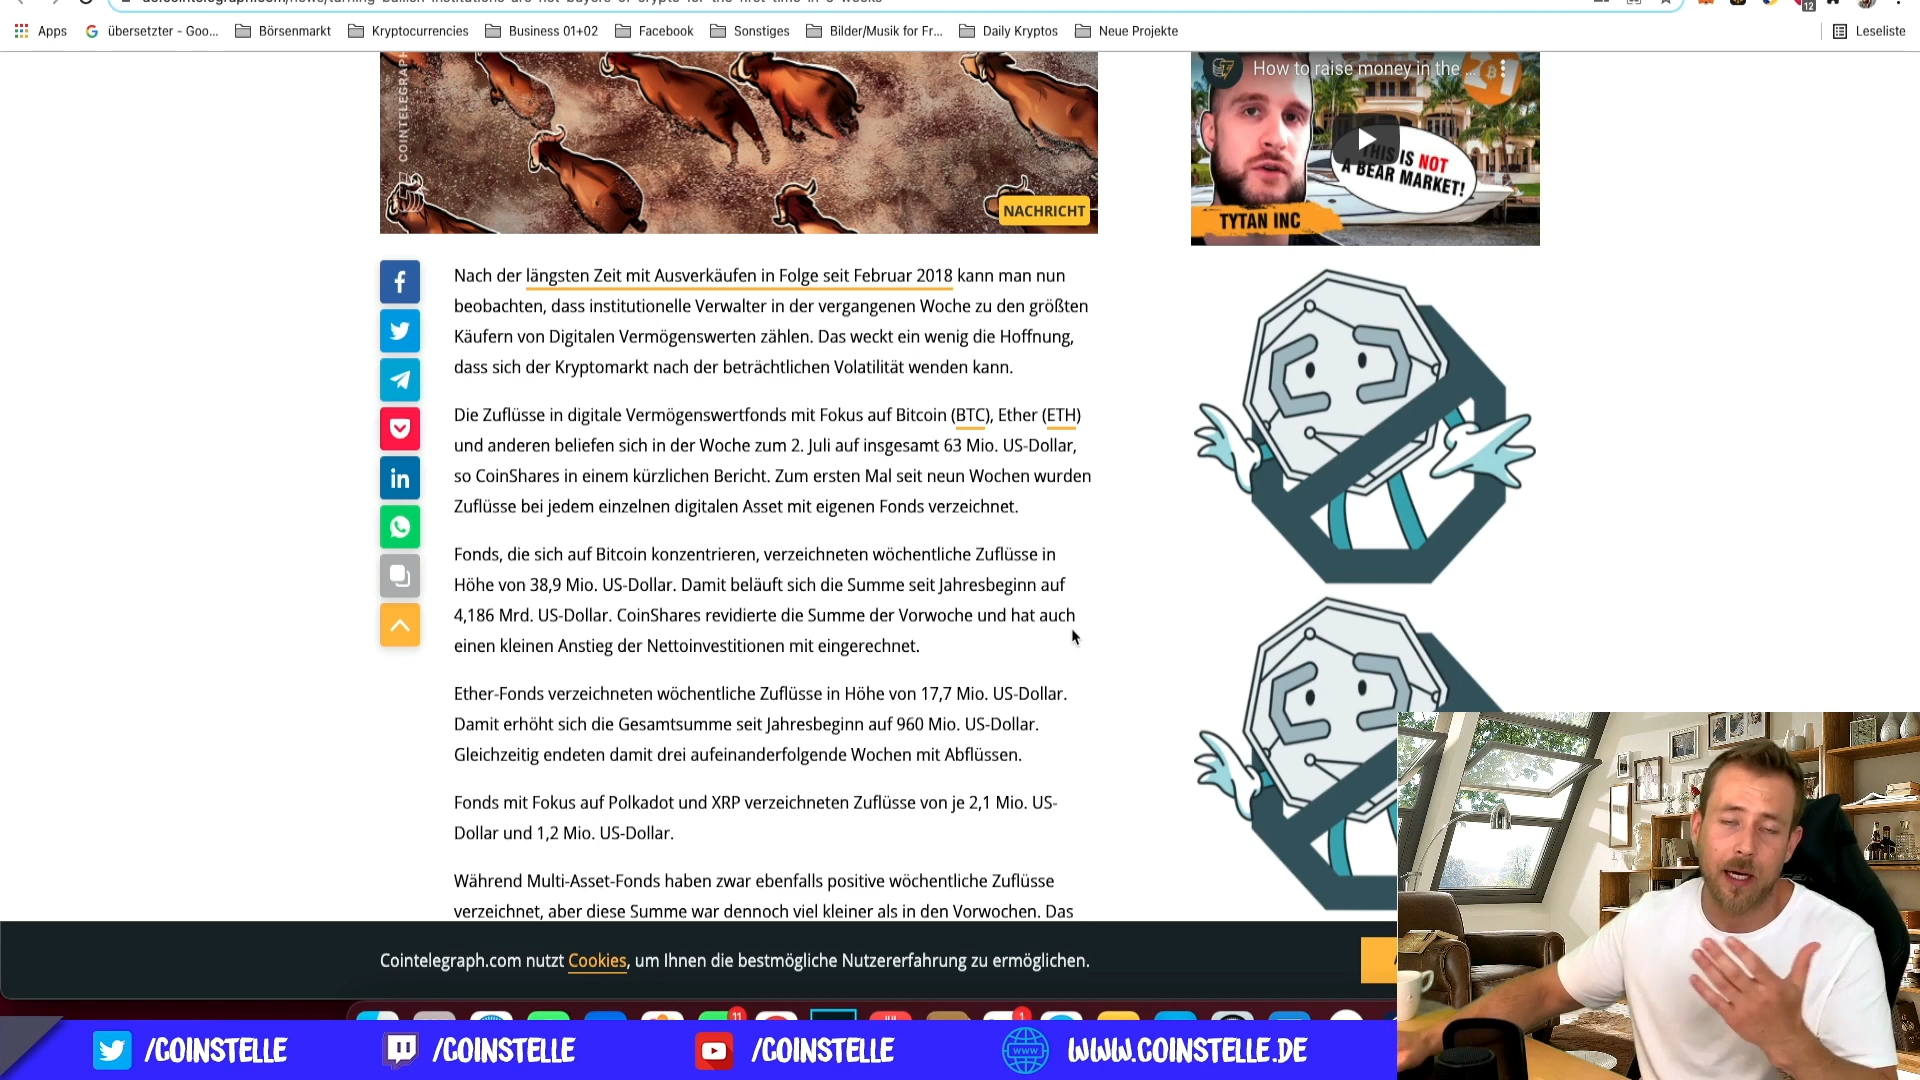 Apps
übersetzter - Goo...
Börsenmarkt
Kryptocurrencies
Business 01+02
Facebook
Sonstiges
Bilder/Musik for Fr...
Daily Kryptos
Neue Projekte
Leseliste
12
COINTELEGRAPH
NACHRICHT
How to raise money in the ...
THIS IS NOT
A BEAR MARKET!
TYTAN INC
Nach der längsten Zeit mit Ausverkäufen in Folge seit Februar 2018 kann man nun
beobachten, dass institutionelle Verwalter in der vergangenen Woche zu den größten
Käufern von Digitalen Vermögenswerten zählen. Das weckt ein wenig die Hoffnung,
dass sich der Kryptomarkt nach der beträchtlichen Volatilität wenden kann.
Die Zuflüsse in digitale Vermögenswertfonds mit Fokus auf Bitcoin (BTC), Ether (ETH)
und anderen beliefen sich in der Woche zum 2. Juli auf insgesamt 63 Mio. US-Dollar,
so CoinShares in einem kürzlichen Bericht. Zum ersten Mal seit neun Wochen wurden
Zuflüsse bei jedem einzelnen digitalen Asset mit eigenen Fonds verzeichnet.
Fonds, die sich auf Bitcoin konzentrieren, verzeichneten wöchentliche Zuflüsse in
Höhe von 38,9 Mio. US-Dollar. Damit beläuft sich die Summe seit Jahresbeginn auf
4,186 Mrd. US-Dollar. CoinShares revidierte die Summe der Vorwoche und hat auch
einen kleinen Anstieg der Nettoinvestitionen mit eingerechnet.
Ether-Fonds verzeichneten wöchentliche Zuflüsse in Höhe von 17,7 Mio. US-Dollar.
Damit erhöht sich die Gesamtsumme seit Jahresbeginn auf 960 Mio. US-Dollar.
Gleichzeitig endeten damit drei aufeinanderfolgende Wochen mit Abflüssen.
Fonds mit Fokus auf Polkadot und XRP verzeichneten Zuflüsse von je 2,1 Mio. US-
Dollar und 1,2 Mio. US-Dollar.
Während Multi-Asset-Fonds haben zwar ebenfalls positive wöchentliche Zuflüsse
verzeichnet, aber diese Summe war dennoch viel kleiner als in den Vorwochen. Das
Cointelegraph.com nutzt Cookies, um Ihnen die bestmögliche Nutzererfahrung zu ermöglichen.
11
1
/COINSTELLE
/COINSTELLE
/COINSTELLE
WWW
WWW.COINSTELLE.DE